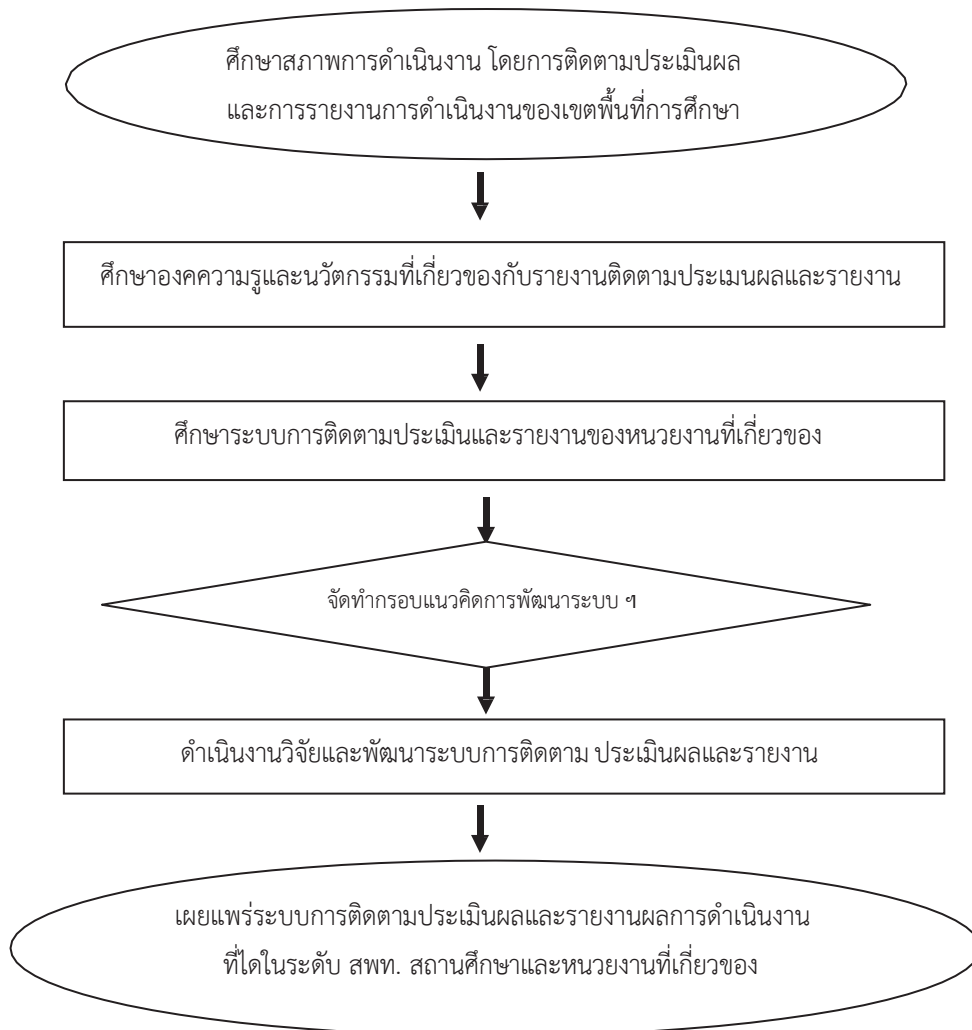 ศึกษาสภาพการดำเนินงาน โดยการติดตามประเมินผล
และการรายงานการดำเนินงานของเขตพื้นที่การศึกษา
ศึกษาองคความรูและนวัตกรรมที่เกี่ยวของกับรายงานติดตามประเมนผลและรายงาน
ศึกษาระบบการติดตามประเมินและรายงานของหนวยงานที่เกี่ยวของ
จัดทำกรอบแนวคิดการพัฒนาระบบ ฯ
ดำเนินงานวิจัยและพัฒนาระบบการติดตาม ประเมินผลและรายงาน
เผยแพร่ระบบการติดตามประเมินผลและรายงานผลการดำเนินงาน
ที่ไดในระดับ สพท. สถานศึกษาและหนวยงานที่เกี่ยวของ